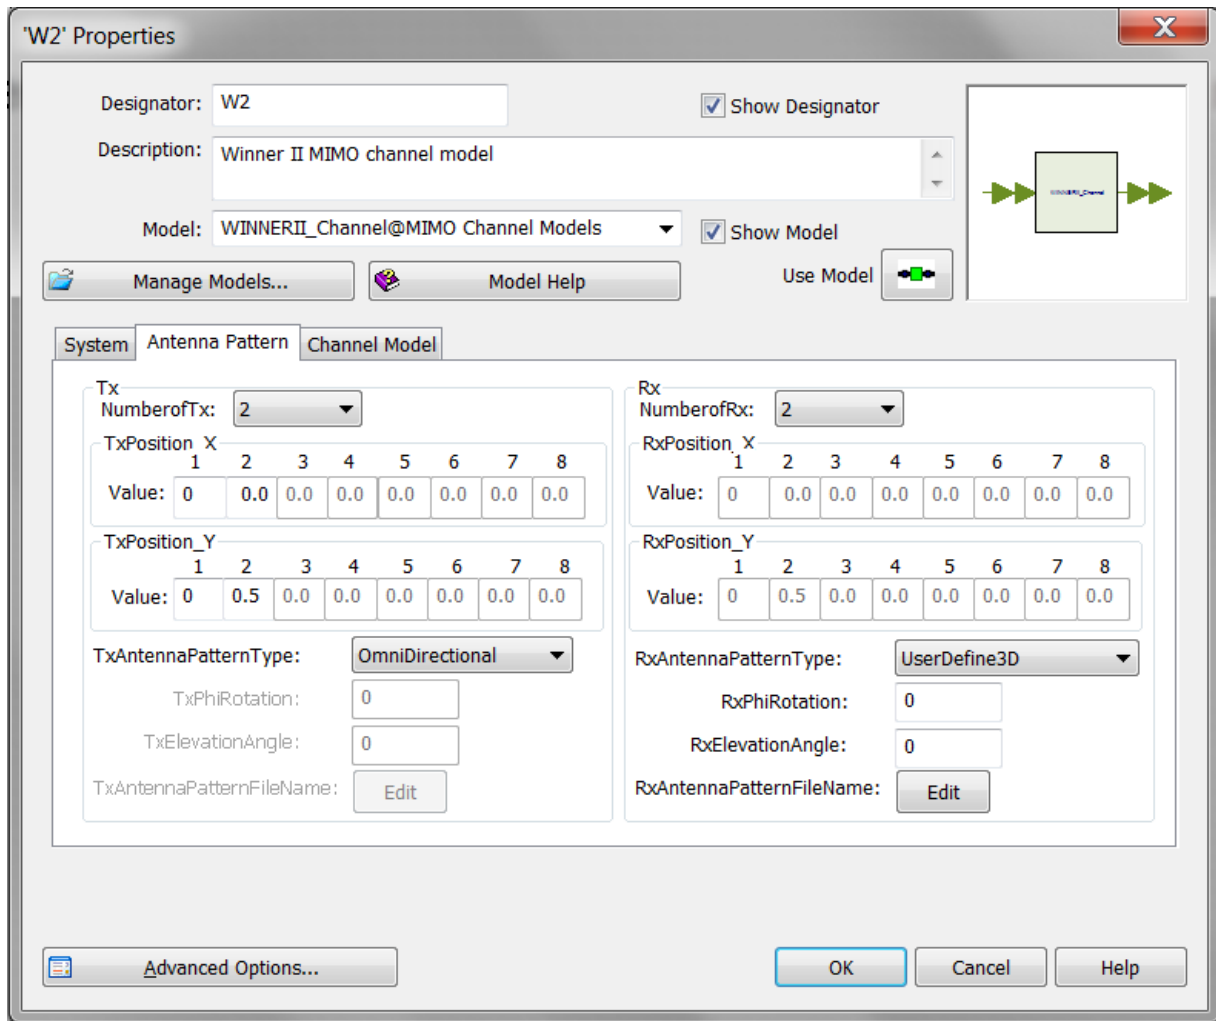 'W2' Properties
X
Designator: W2
Show Designator
Description: Winner II MIMO channel model
Model: WINNERII_Channel@MIMO Channel Models
Show Model
Manage Models...
Model Help
Use Model
WINNERII_Channel
System
Antenna Pattern
Channel Model
Tx
NumberofTx: 2
TxPosition_X
1 2 3 4 5 6 7 8
Value: 0 0.0 0.0 0.0 0.0 0.0 0.0 0.0
TxPosition_Y
1 2 3 4 5 6 7 8
Value: 0 0.5 0.0 0.0 0.0 0.0 0.0 0.0
TxAntennaPatternType: OmniDirectional
TxPhiRotation: 0
TxElevationAngle: 0
TxAntennaPatternFileName: Edit
Rx
NumberofRx: 2
RxPosition_X
1 2 3 4 5 6 7 8
Value: 0 0.0 0.0 0.0 0.0 0.0 0.0 0.0
RxPosition_Y
1 2 3 4 5 6 7 8
Value: 0 0.5 0.0 0.0 0.0 0.0 0.0 0.0
RxAntennaPatternType: UserDefine3D
RxPhiRotation: 0
RxElevationAngle: 0
RxAntennaPatternFileName: Edit
Advanced Options...
OK
Cancel
Help